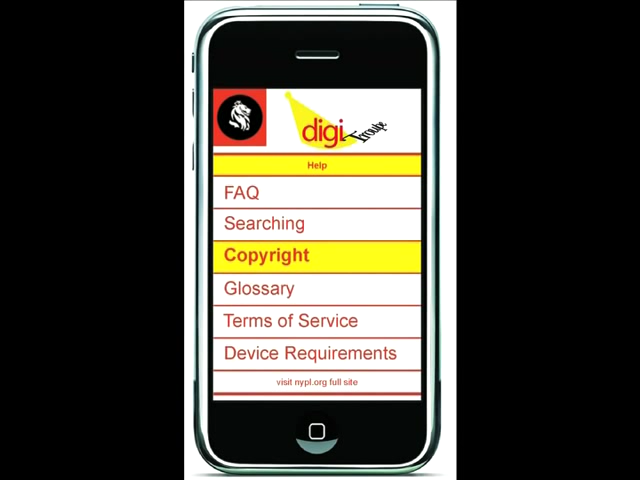 digi Troupe
Help
FAQ
Searching
Copyright
Glossary
Terms of Service
Device Requirements
visit nypl.org full site